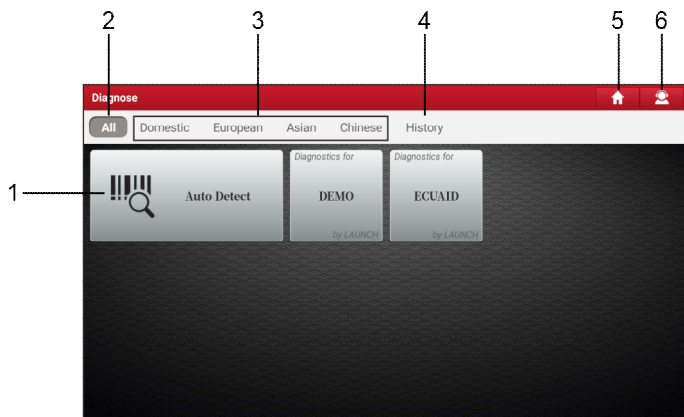 2 3 4 5 6
Diagnose
All Domestic European Asian Chinese History
1
Diagnostics for Diagnostics for
Auto Detect DEMO ECUAID
by LAUNCH by LAUNCH